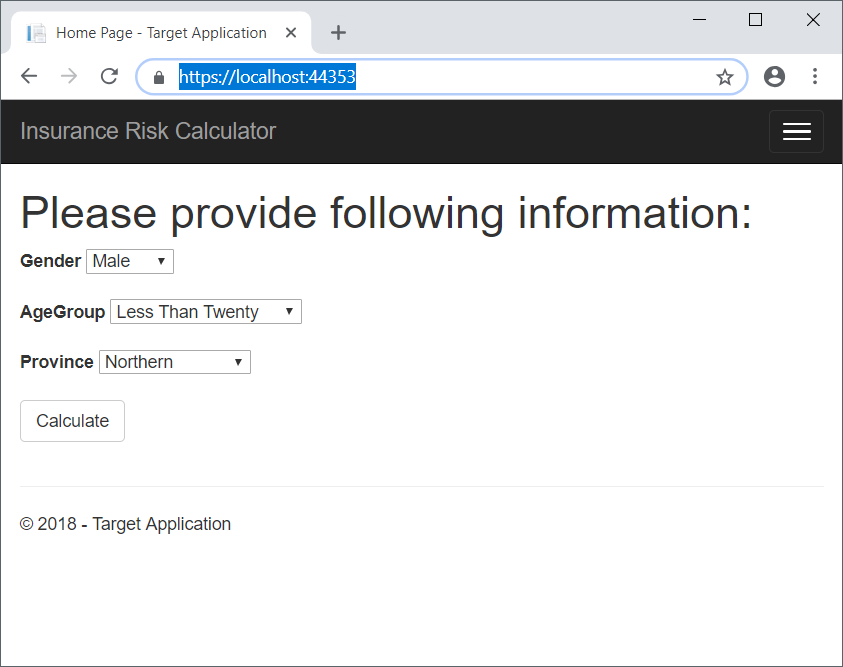 Home Page - Target Application
https://localhost:44353
Insurance Risk Calculator
Please provide following information:
Gender Male
AgeGroup Less Than Twenty
Province Northern
Calculate
© 2018 - Target Application